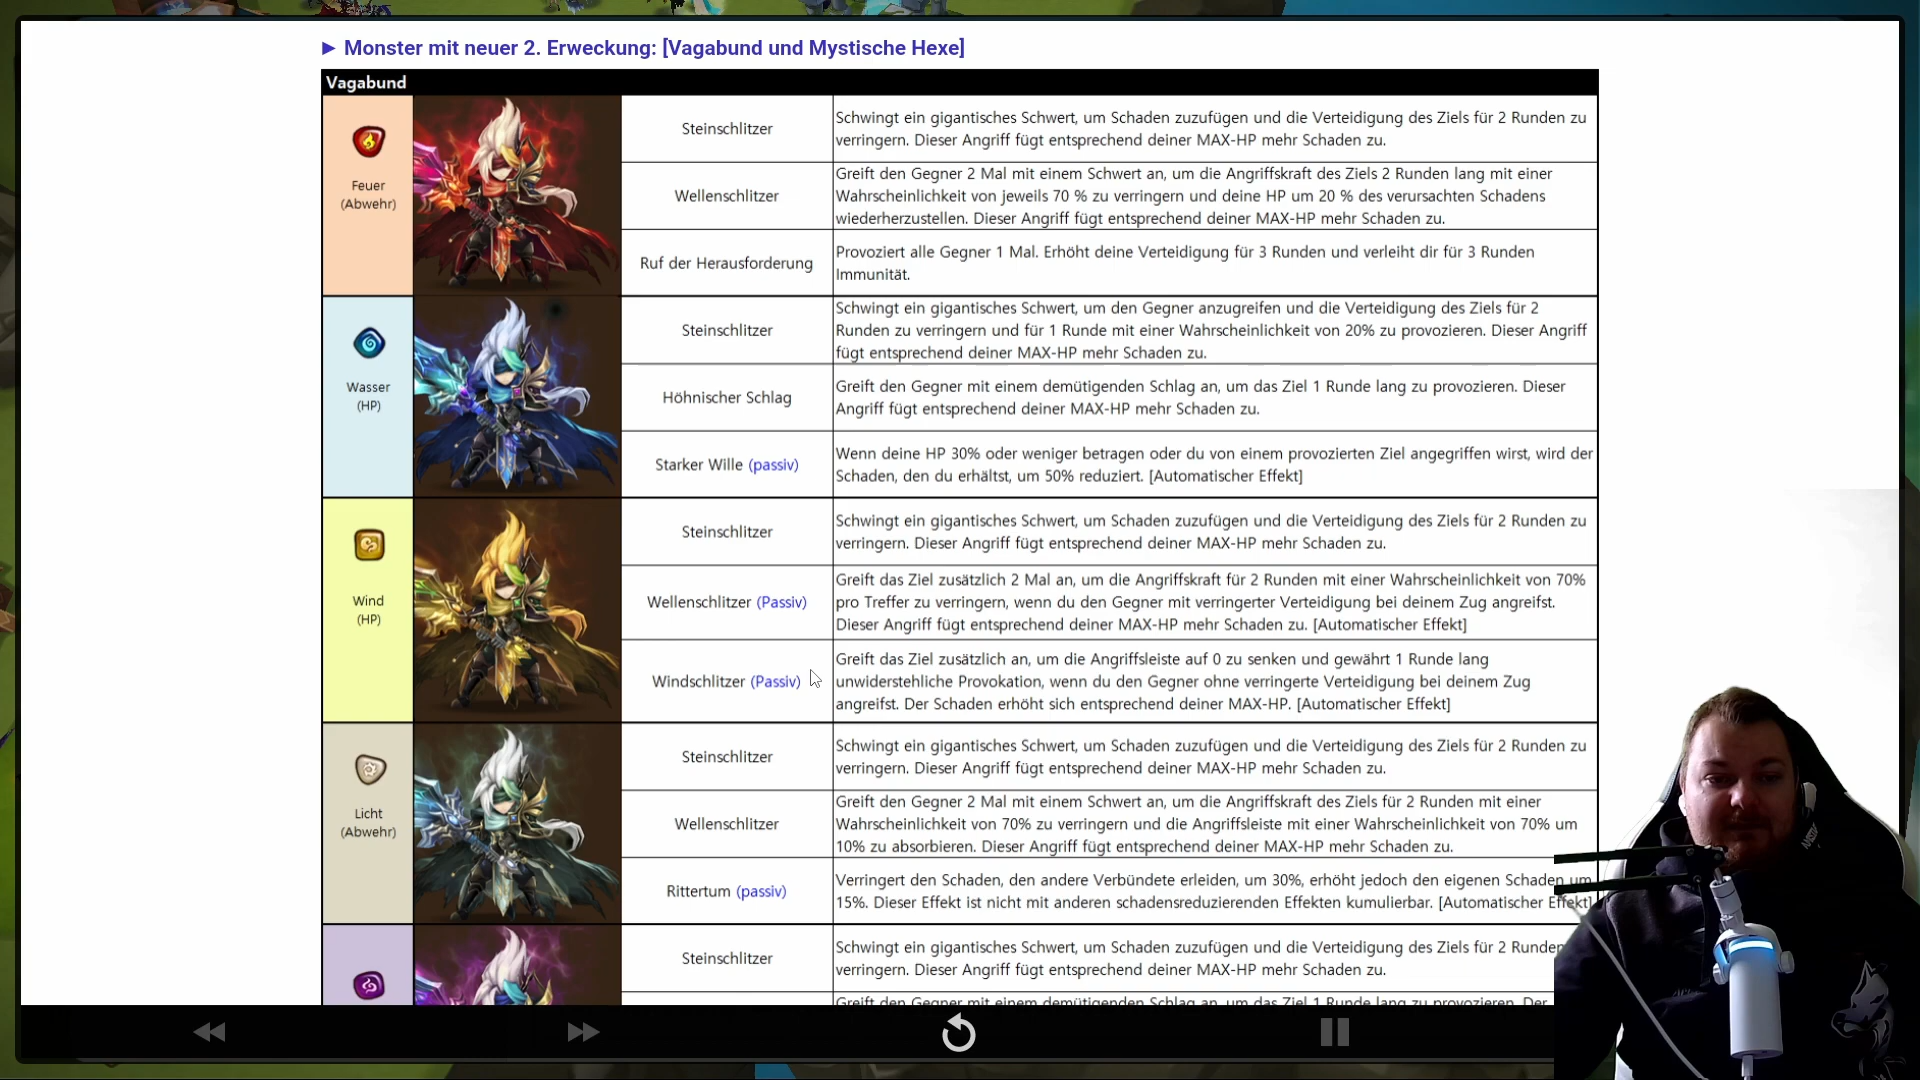 ► Monster mit neuer 2. Erweckung: [Vagabund und Mystische Hexe]
Vagabund
Feuer
(Abwehr)
Steinschlitzer
Schwingt ein gigantisches Schwert, um Schaden zuzufügen und die Verteidigung des Ziels für 2 Runden zu
verringern. Dieser Angriff fügt entsprechend deiner MAX-HP mehr Schaden zu.
Wellenschlitzer
Greift den Gegner 2 Mal mit einem Schwert an, um die Angriffskraft des Ziels 2 Runden lang mit einer
Wahrscheinlichkeit von jeweils 70 % zu verringern und deine HP um 20 % des verursachten Schadens
wiederherzustellen. Dieser Angriff fügt entsprechend deiner MAX-HP mehr Schaden zu.
Ruf der Herausforderung
Provoziert alle Gegner 1 Mal. Erhöht deine Verteidigung für 3 Runden und verleiht dir für 3 Runden
Immunität.
Wasser
(HP)
Steinschlitzer
Schwingt ein gigantisches Schwert, um den Gegner anzugreifen und die Verteidigung des Ziels für 2
Runden zu verringern und für 1 Runde mit einer Wahrscheinlichkeit von 20% zu provozieren. Dieser Angriff
fügt entsprechend deiner MAX-HP mehr Schaden zu.
Höhnischer Schlag
Greift den Gegner mit einem demütigenden Schlag an, um das Ziel 1 Runde lang zu provozieren. Dieser
Angriff fügt entsprechend deiner MAX-HP mehr Schaden zu.
Starker Wille (passiv)
Wenn deine HP 30% oder weniger betragen oder du von einem provozierten Ziel angegriffen wirst, wird der
Schaden, den du erhältst, um 50% reduziert. [Automatischer Effekt]
Wind
(HP)
Steinschlitzer
Schwingt ein gigantisches Schwert, um Schaden zuzufügen und die Verteidigung des Ziels für 2 Runden zu
verringern. Dieser Angriff fügt entsprechend deiner MAX-HP mehr Schaden zu.
Wellenschlitzer (Passiv)
Greift das Ziel zusätzlich 2 Mal an, um die Angriffskraft für 2 Runden mit einer Wahrscheinlichkeit von 70%
pro Treffer zu verringern, wenn du den Gegner mit verringerter Verteidigung bei deinem Zug angreifst.
Dieser Angriff fügt entsprechend deiner MAX-HP mehr Schaden zu. [Automatischer Effekt]
Windschlitzer (Passiv)
Greift das Ziel zusätzlich an, um die Angriffsleiste auf 0 zu senken und gewährt 1 Runde lang
unwiderstehliche Provokation, wenn du den Gegner ohne verringerte Verteidigung bei deinem Zug
angreifst. Der Schaden erhöht sich entsprechend deiner MAX-HP. [Automatischer Effekt]
Licht
(Abwehr)
Steinschlitzer
Schwingt ein gigantisches Schwert, um Schaden zuzufügen und die Verteidigung des Ziels für 2 Runden zu
verringern. Dieser Angriff fügt entsprechend deiner MAX-HP mehr Schaden zu.
Wellenschlitzer
Greift den Gegner 2 Mal mit einem Schwert an, um die Angriffskraft des Ziels für 2 Runden mit einer
Wahrscheinlichkeit von 70% zu verringern und die Angriffsleiste mit einer Wahrscheinlichkeit von 70% um
10% zu absorbieren. Dieser Angriff fügt entsprechend deiner MAX-HP mehr Schaden zu.
Rittertum (passiv)
Verringert den Schaden, den andere Verbündete erleiden, um 30%, erhöht jedoch den eigenen Schaden um
15%. Dieser Effekt ist nicht mit anderen schadensreduzierenden Effekten kumulierbar. [Automatischer Effekt]
Steinschlitzer
Schwingt ein gigantisches Schwert, um Schaden zuzufügen und die Verteidigung des Ziels für 2 Runden
verringern. Dieser Angriff fügt entsprechend deiner MAX-HP mehr Schaden zu.
Greift den Gegner mit einem demütigenden Schlag an, um das Ziel 1 Runde lang zu provozieren. Der